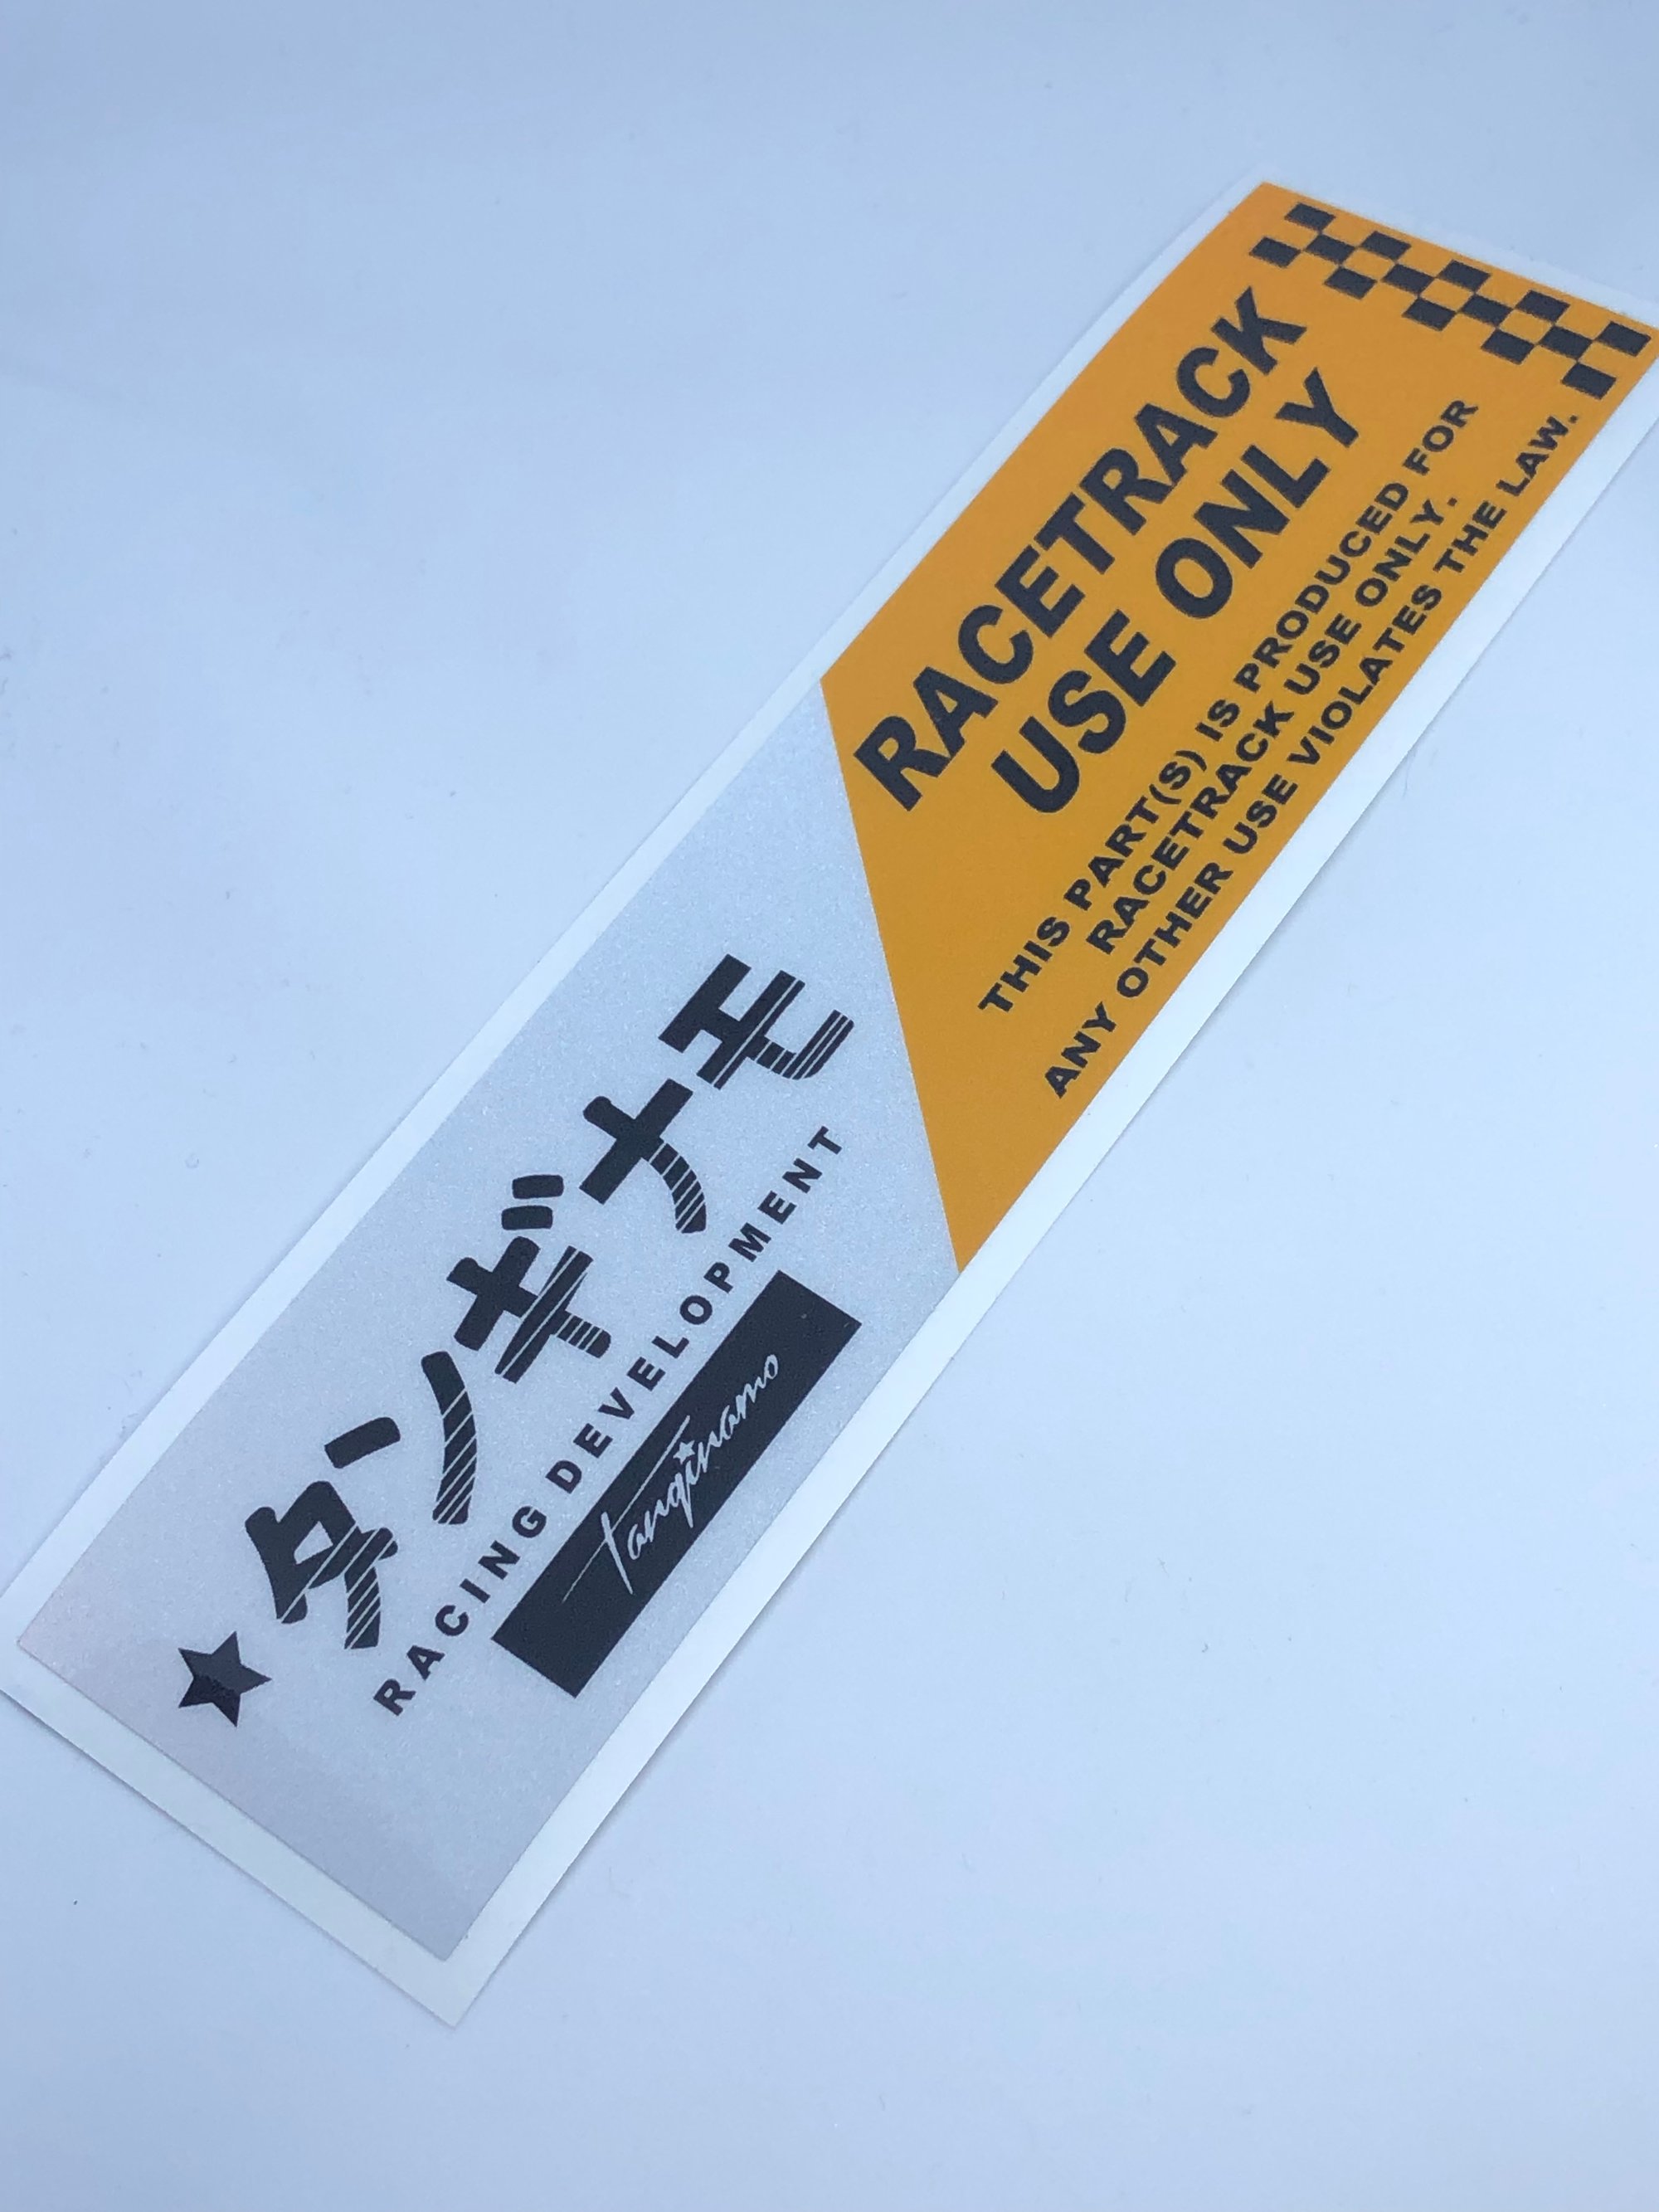 タンギナモ
RACING DEVELOPMENT
Tanginamo
RACETRACK
USE ONLY
THIS PART(S) IS PRODUCED FOR
RACETRACK USE ONLY.
ANY OTHER USE VIOLATES THE LAW.